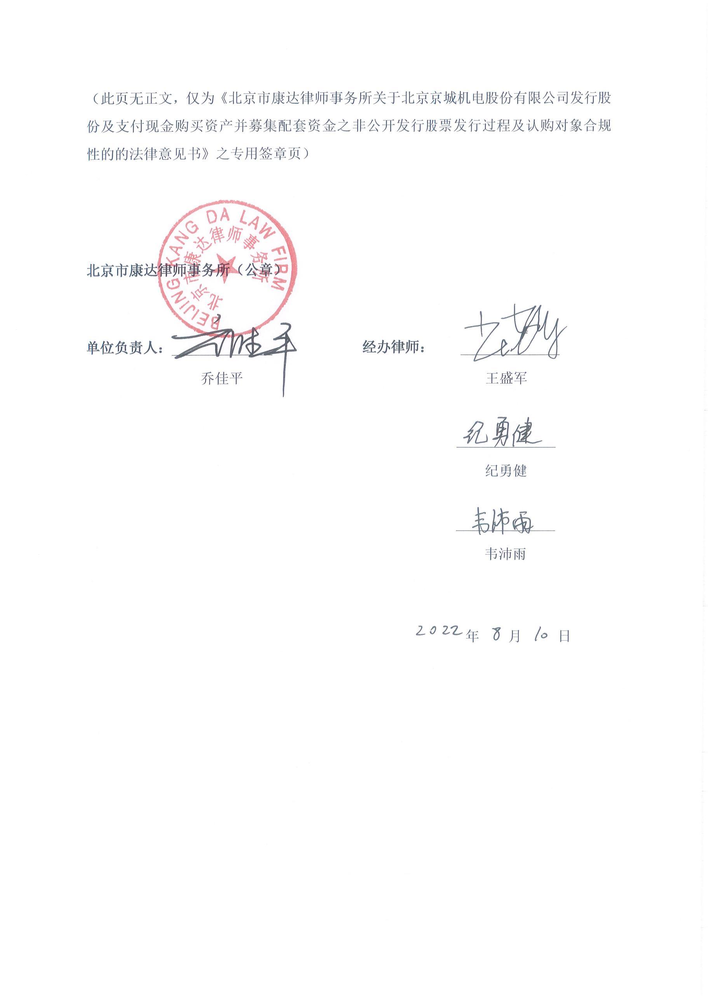 （此页无正文，仅为《北京市康达律师事务所关于北京京城机电股份有限公司发行股
份及支付现金购买资产并募集配套资金之非公开发行股票发行过程及认购对象合规
性的的法律意见书》之专用签章页）
BEIJING KANG DA LAW FIRM
北京市康达律师事务所
北京市康达律师事务所（公章）
单位负责人：
经办律师：
乔佳平
王盛军
纪勇健
纪勇健
韦沛雨
韦沛雨
2022年 8月 10日